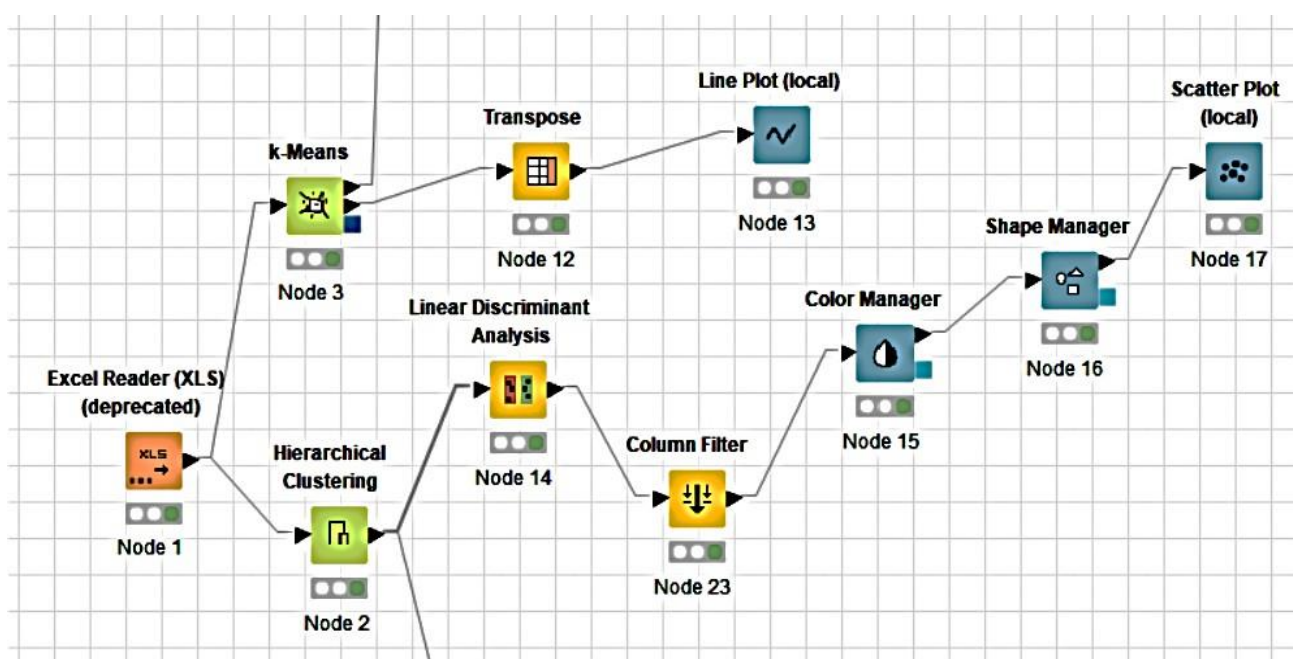 Line Plot (local)
Scatter Plot
(local)
Transpose
k-Means
Node 13
Shape Manager
Node 12
Node 17
Node 3
Color Manager
Linear Discriminant
Analysis
Node 16
Excel Reader (XLS)
(deprecated)
Node 15
Column Filter
Hierarchical
Clustering
XLS
Node 14
Node 1
Node 23
Node 2